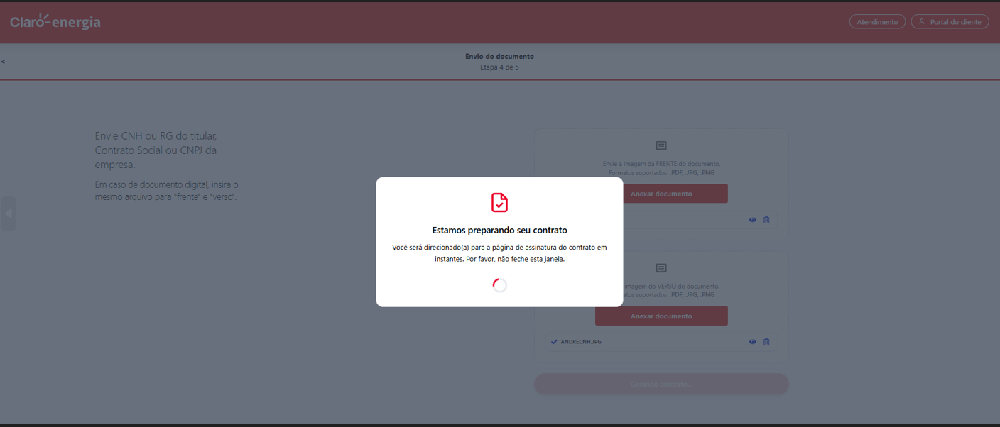 Claro-energia
Atendimento
Portal do cliente
<
Envio do documento
Etapa 4 de 5
Envie CNH ou RG do titular,
Contrato Social ou CNPJ da
empresa.
Em caso de documento digital, insira o
mesmo arquivo para "frente" e "verso".
Envie a imagem da FRENTE do documento.
Formatos suportados: .PDF, .JPG, .PNG
Anexar documento
Estamos preparando seu contrato
Você será direcionado(a) para a página de assinatura do contrato em
instantes. Por favor, não feche esta janela.
imagem do VERSO do documento.
suportados: .PDF, .JPG, .PNG
Anexar documento
ANDRECNH.JPG
Gerando contrato...